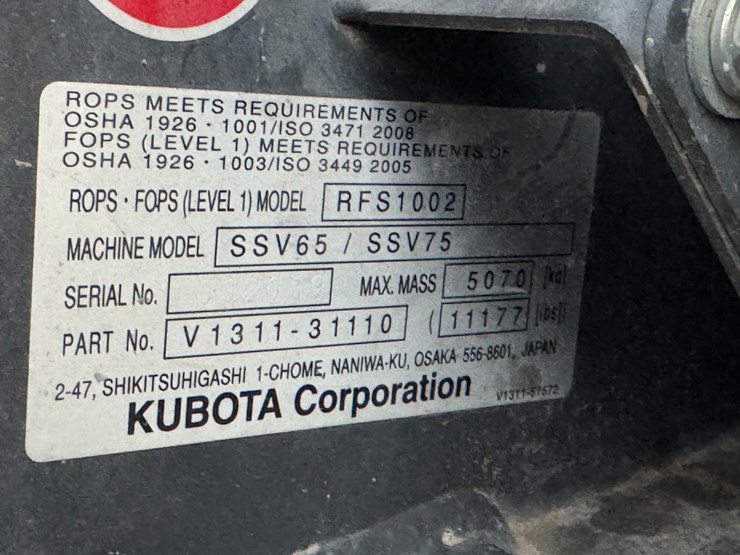 ROPS MEETS REQUIREMENTS OF
OSHA 1926・1001/ISO 3471 2008
FOPS (LEVEL 1) MEETS REQUIREMENTS OF
OSHA 1926・1003/ISO 3449 2005
ROPS・FOPS (LEVEL 1) MODEL RFS1002
MACHINE MODEL SSV65 / SSV75
SERIAL No. MAX. MASS 5070 [kg]
PART No. V1311-31110 (11177 [lbs])
2-47, SHIKITSUHIGASHI 1-CHOME, NANIWA-KU, OSAKA 556-8601, JAPAN
KUBOTA Corporation
V1311-57572